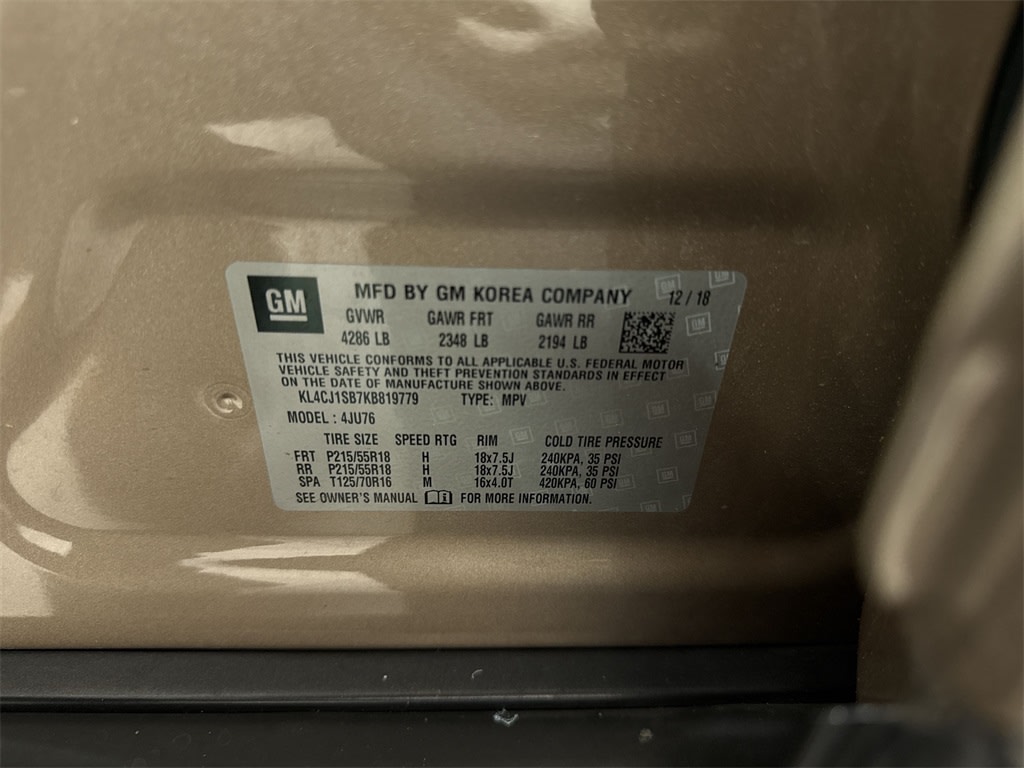 GM MFD BY GM KOREA COMPANY 12 / 18
GVWR GAWR FRT GAWR RR
4286 LB 2348 LB 2194 LB
THIS VEHICLE CONFORMS TO ALL APPLICABLE U.S. FEDERAL MOTOR
VEHICLE SAFETY AND THEFT PREVENTION STANDARDS IN EFFECT
ON THE DATE OF MANUFACTURE SHOWN ABOVE.
KL4CJ1SB7KB819779 TYPE: MPV
MODEL : 4JU76
TIRE SIZE SPEED RTG RIM COLD TIRE PRESSURE
FRT P215/55R18 H 18x7.5J 240KPA, 35 PSI
RR P215/55R18 H 18x7.5J 240KPA, 35 PSI
SPA T125/70R16 M 16x4.0T 420KPA, 60 PSI
SEE OWNER'S MANUAL FOR MORE INFORMATION.